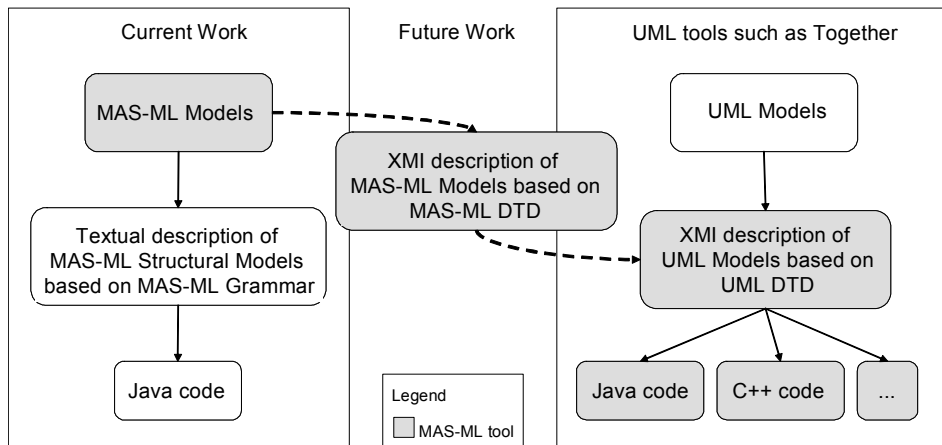 Current Work
MAS-ML Models
Textual description of
MAS-ML Structural Models
based on MAS-ML Grammar
Java code
Future Work
XMI description of
MAS-ML Models based on
MAS-ML DTD
Legend
MAS-ML tool
UML tools such as Together
UML Models
XMI description of
UML Models based on
UML DTD
Java code
C++ code
...